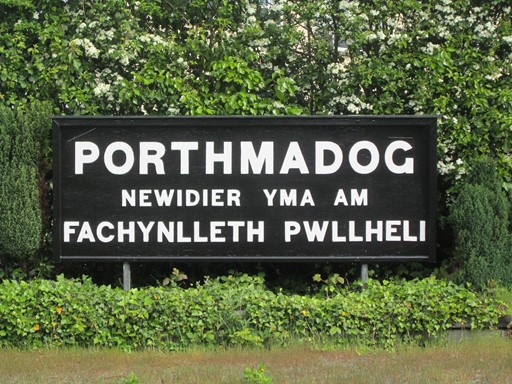 PORTHMADOG
NEWIDIER YMA AM
FACHYNLLETH PWLLHELI